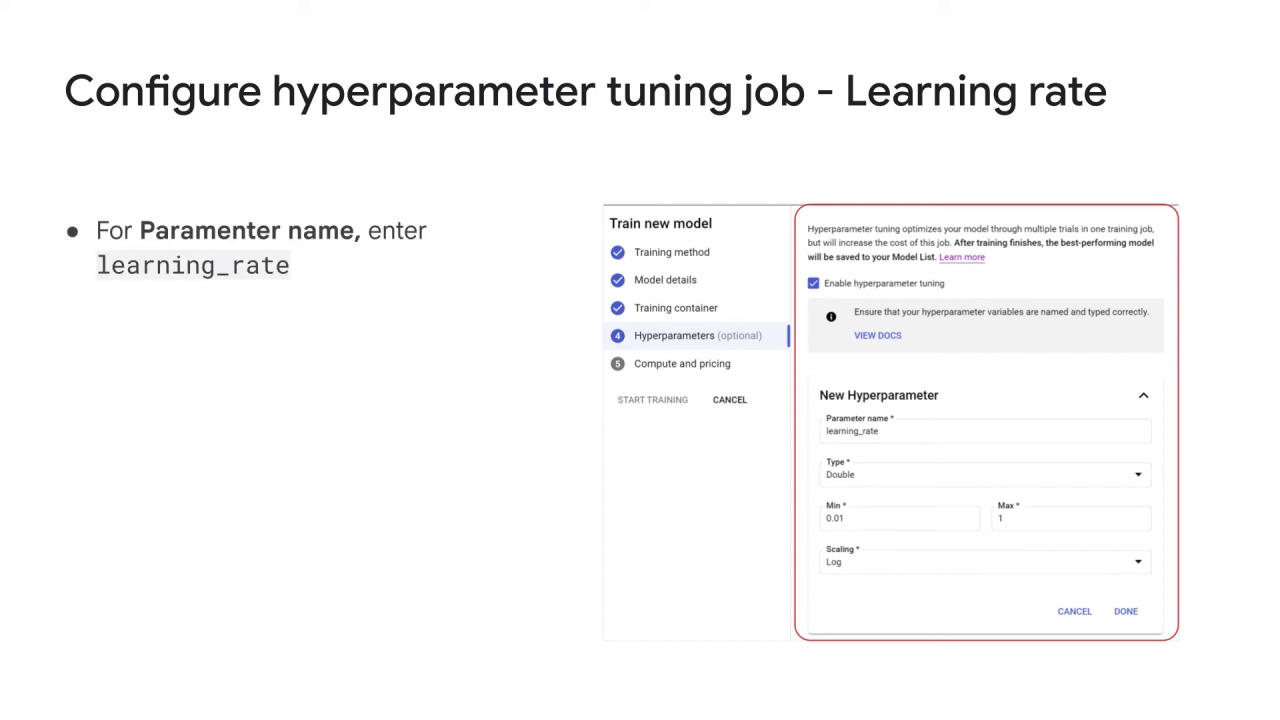 Configure hyperparameter tuning job - Learning rate
● For Paramenter name, enter
learning_rate
Train new model
Training method
Model details
Training container
4 Hyperparameters (optional)
5 Compute and pricing
START TRAINING CANCEL
Hyperparameter tuning optimizes your model through multiple trials in one training job,
but will increase the cost of this job. After training finishes, the best-performing model
will be saved to your Model List. Learn more
Enable hyperparameter tuning
Ensure that your hyperparameter variables are named and typed correctly.
VIEW DOCS
New Hyperparameter
Parameter name *
learning_rate
Type *
Double
Min *
0.01
Max *
1
Scaling *
Log
CANCEL DONE